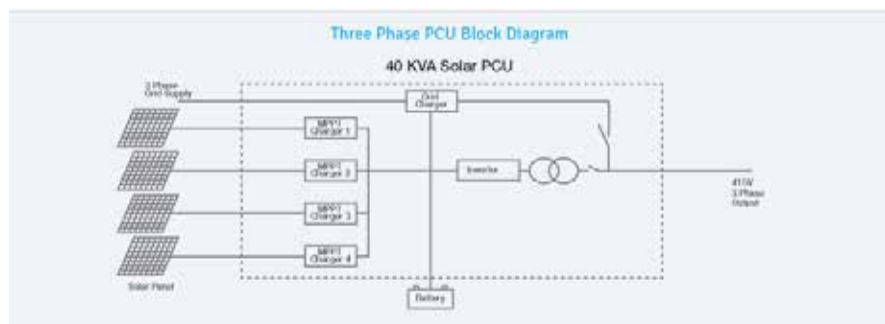 Three Phase PCU Block Diagram
40 KVA Solar PCU
3 Phase
Grid Supply
Grid
Charger
MPPT
Charger 1
MPPT
Charger 2
Inverter
MPPT
Charger 3
MPPT
Charger 4
415V
3 Phase
Output
Solar Panel
Battery